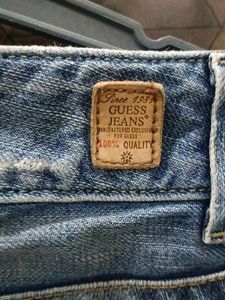 Since 1981
GUESS
JEANS®
MANUFACTURED EXCLUSIVELY
FOR GUESS
100% QUALITY